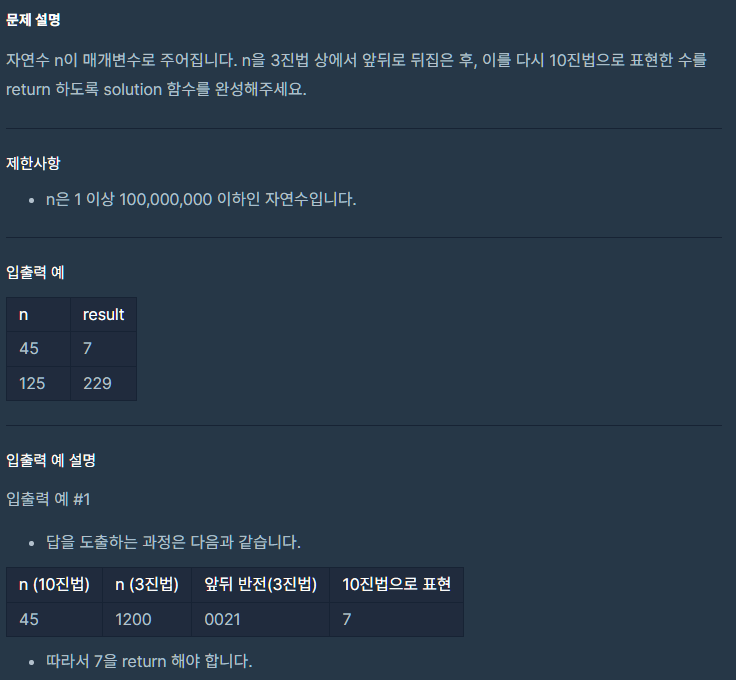 문제 설명
자연수 n이 매개변수로 주어집니다. n을 3진법 상에서 앞뒤로 뒤집은 후, 이를 다시 10진법으로 표현한 수를
return 하도록 solution 함수를 완성해주세요.
제한사항
• n은 1 이상 100,000,000 이하인 자연수입니다.
입출력 예
n result
45 7
125 229
입출력 예 설명
입출력 예 #1
• 답을 도출하는 과정은 다음과 같습니다.
n (10진법) n (3진법) 앞뒤 반전(3진법) 10진법으로 표현
45 1200 0021 7
• 따라서 7을 return 해야 합니다.